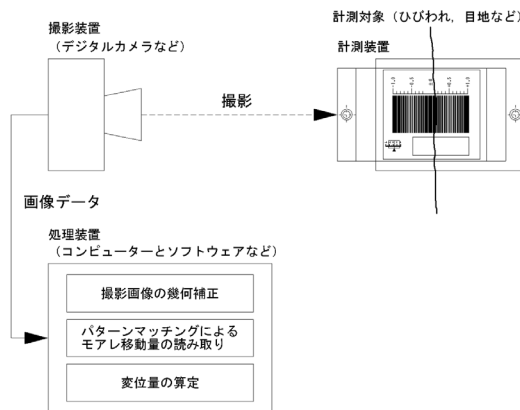 撮影装置
(デジタルカメラなど)
計測対象(ひびわれ，目地など)
計測装置
撮影
画像データ
処理装置
(コンピューターとソフトウェアなど)
撮影画像の幾何補正
パターンマッチングによる
モアレ移動量の読み取り
変位量の算定